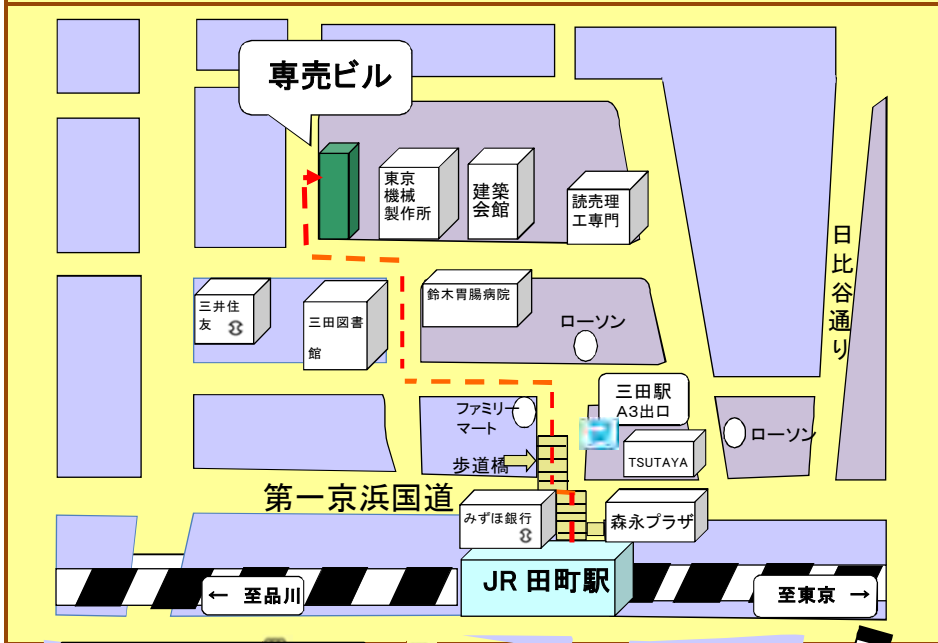 専売ビル
東京
機械
製作所
建築
会館
読売理
工専門
日比谷通り
三井住
友
三田図書
館
鈴木胃腸病院
ローソン
三田駅
A3出口
ファミリー
マート
ローソン
TSUTAYA
歩道橋
第一京浜国道
みずほ銀行
森永プラザ
JR 田町駅
← 至品川
至東京 →